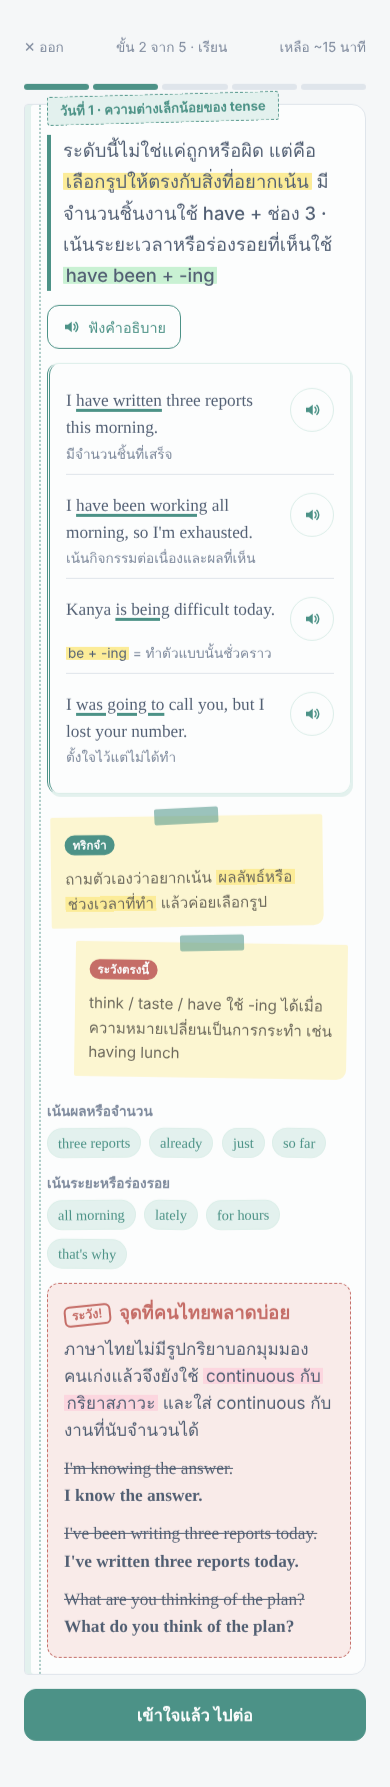 ✕ ออก
ขั้น 2 จาก 5 · เรียน
เหลือ ~15 นาที
วันที่ 1 · ความต่างเล็กน้อยของ tense
ระดับนี้ไม่ใช่แค่ถูกหรือผิด แต่คือ
เลือกรูปให้ตรงกับสิ่งที่อยากเน้น มี
จำนวนชิ้นงานใช้ have + ช่อง 3 ·
เน้นระยะเวลาหรือร่องรอยที่เห็นใช้
have been + -ing
ฟังคำอธิบาย
I have written three reports
this morning.
มีจำนวนชิ้นที่เสร็จ
I have been working all
morning, so I'm exhausted.
เน้นกิจกรรมต่อเนื่องและผลที่เห็น
Kanya is being difficult today.
be + -ing = ทำตัวแบบนั้นชั่วคราว
I was going to call you, but I
lost your number.
ตั้งใจไว้แต่ไม่ได้ทำ
ทริกจำ
ถามตัวเองว่าอยากเน้น ผลลัพธ์หรือ
ช่วงเวลาที่ทำ แล้วค่อยเลือกรูป
ระวังตรงนี้
think / taste / have ใช้ -ing ได้เมื่อ
ความหมายเปลี่ยนเป็นการกระทำ เช่น
having lunch
เน้นผลหรือจำนวน
three reports already just so far
เน้นระยะหรือร่องรอย
all morning lately for hours
that's why
ระวัง! จุดที่คนไทยพลาดบ่อย
ภาษาไทยไม่มีรูปกริยาบอกมุมมอง
คนเก่งแล้วจึงยังใช้ continuous กับ
กริยาสภาวะ และใส่ continuous กับ
งานที่นับจำนวนได้
I'm knowing the answer.
I know the answer.
I've been writing three reports today.
I've written three reports today.
What are you thinking of the plan?
What do you think of the plan?
เข้าใจแล้ว ไปต่อ